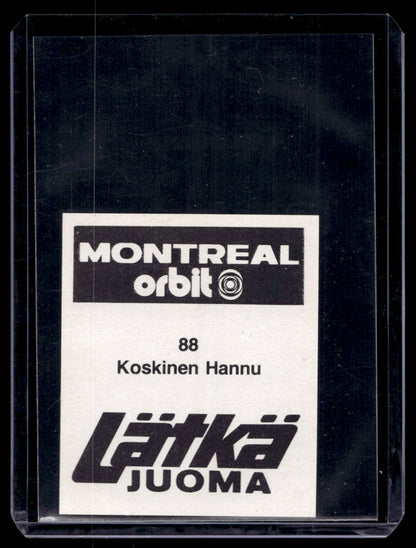 MONTREAL
orbit
88
Koskinen Hannu
Lätkä
JUOMA